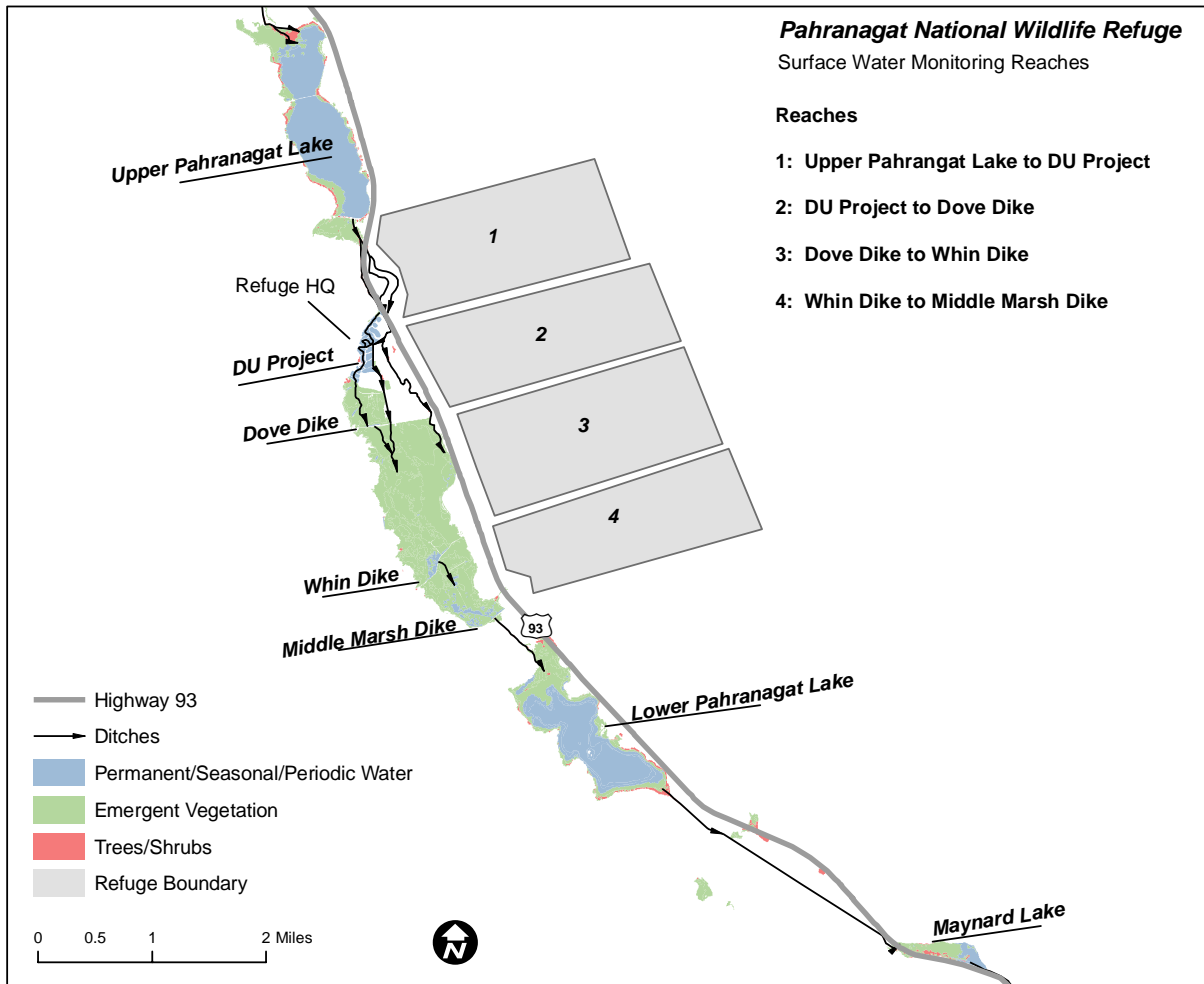 Pahranagat National Wildlife Refuge
Surface Water Monitoring Reaches
Reaches
1: Upper Pahrangat Lake to DU Project
2: DU Project to Dove Dike
3: Dove Dike to Whin Dike
4: Whin Dike to Middle Marsh Dike
Upper Pahranagat Lake
1
Refuge HQ
2
DU Project
Dove Dike
3
4
Whin Dike
93
Middle Marsh Dike
Lower Pahranagat Lake
Highway 93
Ditches
Permanent/Seasonal/Periodic Water
Emergent Vegetation
Trees/Shrubs
Refuge Boundary
0 0.5 1 2 Miles
N
Maynard Lake